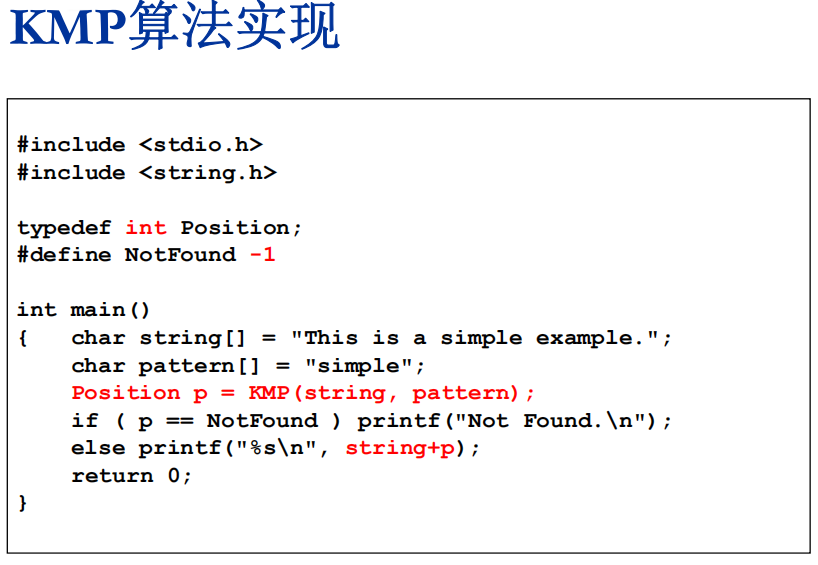 KMP算法实现
#include <stdio.h>
#include <string.h>
typedef int Position;
#define NotFound -1
int main()
{   char string[] = "This is a simple example.";
    char pattern[] = "simple";
    Position p = KMP(string, pattern);
    if ( p == NotFound ) printf("Not Found.\n");
    else printf("%s\n", string+p);
    return 0;
}